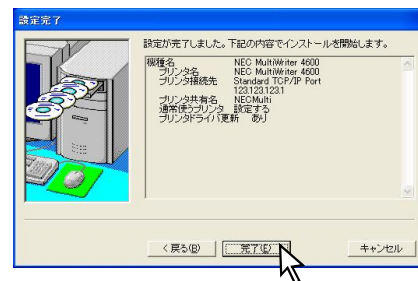 設定完了
設定が完了しました。下記の内容でインストールを開始します。
機種名 NEC MultiWriter 4600
プリンタ名 NEC MultiWriter 4600
プリンタ接続先 Standard TCP/IP Port
123.123.123.1
プリンタ共有名 NECMulti
通常使うプリンタ 設定する
プリンタドライバ更新 あり
< 戻る(B) 完了(E) キャンセル